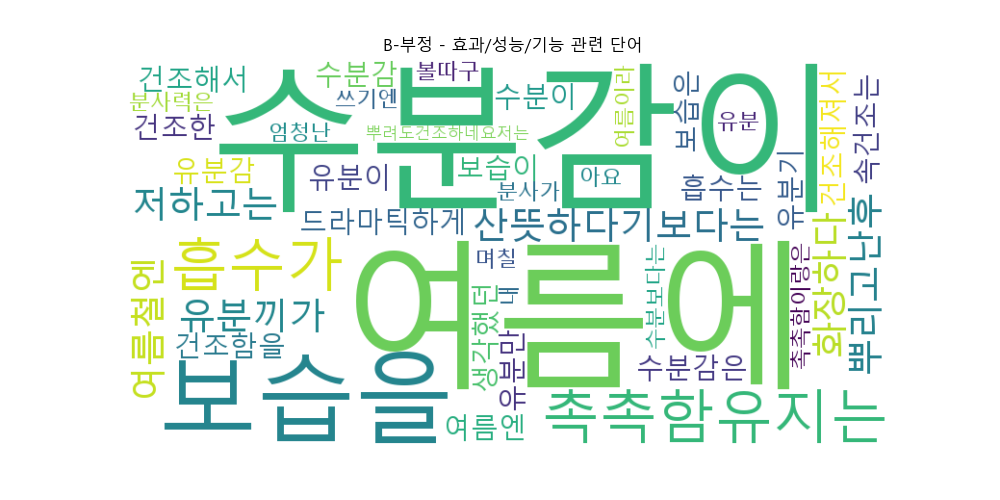 B-부정 - 효과/성능/기능 관련 단어
건조해서
수분감
볼따구
수분감이
분사력은
쓰기엔
수분이
여름이라
보습은
유분
건조해져서
속건조는
건조한
엄청난
뿌려도건조하네요저는
유분감
유분이
보습이
분사가
아요
흡수는
유분기
저하고는
드라마틱하게
산뜻하다기보다는
흡수가
여름에
며칠
여름철엔
유분끼가
생각했던
내
수분보다는
촉촉함이랑은
화장하다
뿌리고난후
건조함을
유분만
수분감은
보습을
여름엔
촉촉함유지는